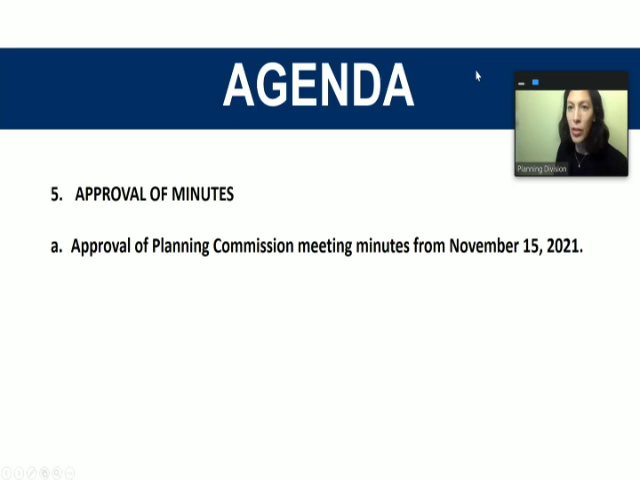 AGENDA
Planning Division
5. APPROVAL OF MINUTES
a. Approval of Planning Commission meeting minutes from November 15, 2021.